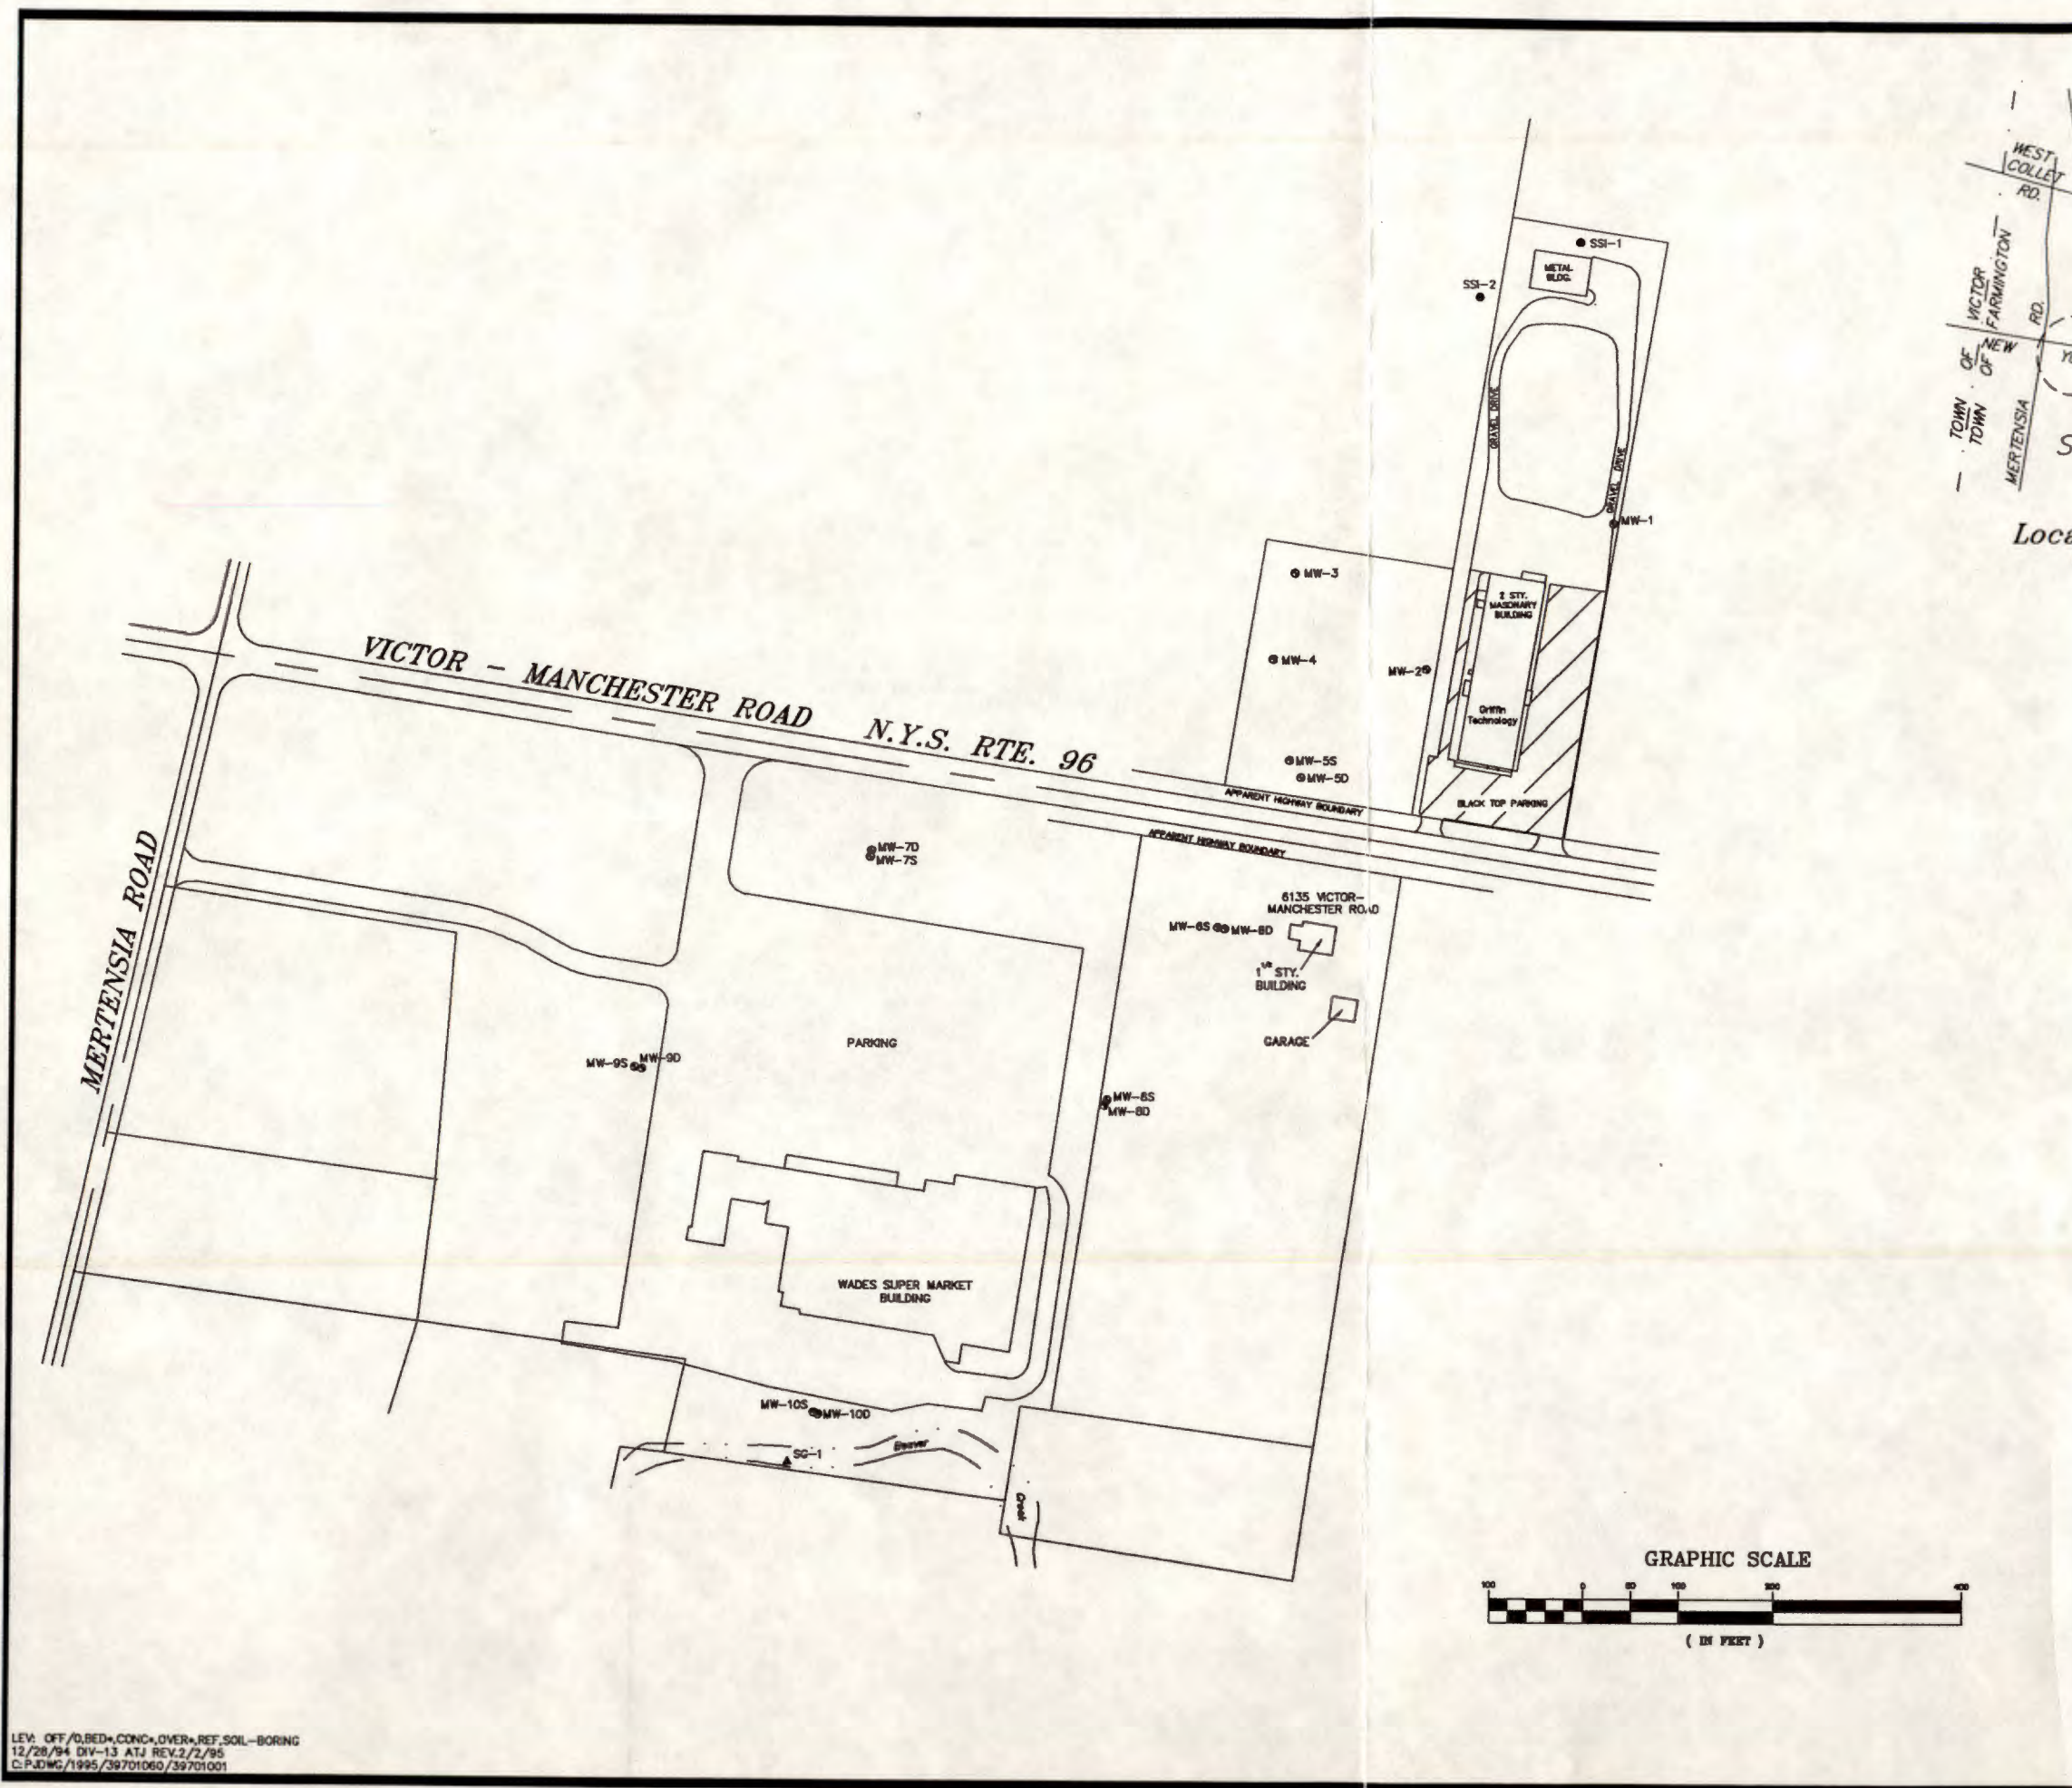 WEST
COLLET
RD.
SSI-1
METAL
BLDG.
SSI-2
VICTOR
FARMINGTON
RD.
NEW
TOWN OF
TOWN OF
MERTENSIA
GRAVEL DRIVE
GRAVEL DRIVE
MW-1
Loca
MW-3
2 STY.
MASONARY
BUILDING
MW-4
MW-2
Griffin
Technology
VICTOR - MANCHESTER ROAD N.Y.S. RTE. 96
MW-5S
MW-5D
APPARENT HIGHWAY BOUNDARY
BLACK TOP PARKING
APPARENT HIGHWAY BOUNDARY
MW-7D
MW-7S
MERTENSIA ROAD
6135 VICTOR-
MANCHESTER ROAD
MW-6S MW-6D
1 1/2 STY.
BUILDING
GARAGE
PARKING
MW-9S MW-9D
MW-8S
MW-8D
WADES SUPER MARKET
BUILDING
MW-10S MW-10D
SG-1
Beaver
Creek
GRAPHIC SCALE
100 0 50 100 200 400
( IN FEET )
LEV: OFF/0,BED*,CONC*,OVER*,REF,SOIL-BORING
12/28/94 DIV-13 ATJ REV.2/2/95
C:PJDWG/1995/39701060/39701001